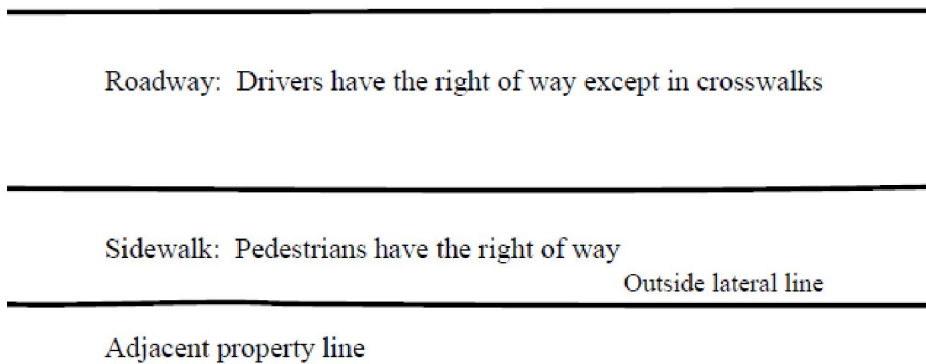 Roadway: Drivers have the right of way except in crosswalks
Sidewalk: Pedestrians have the right of way
Outside lateral line
Adjacent property line